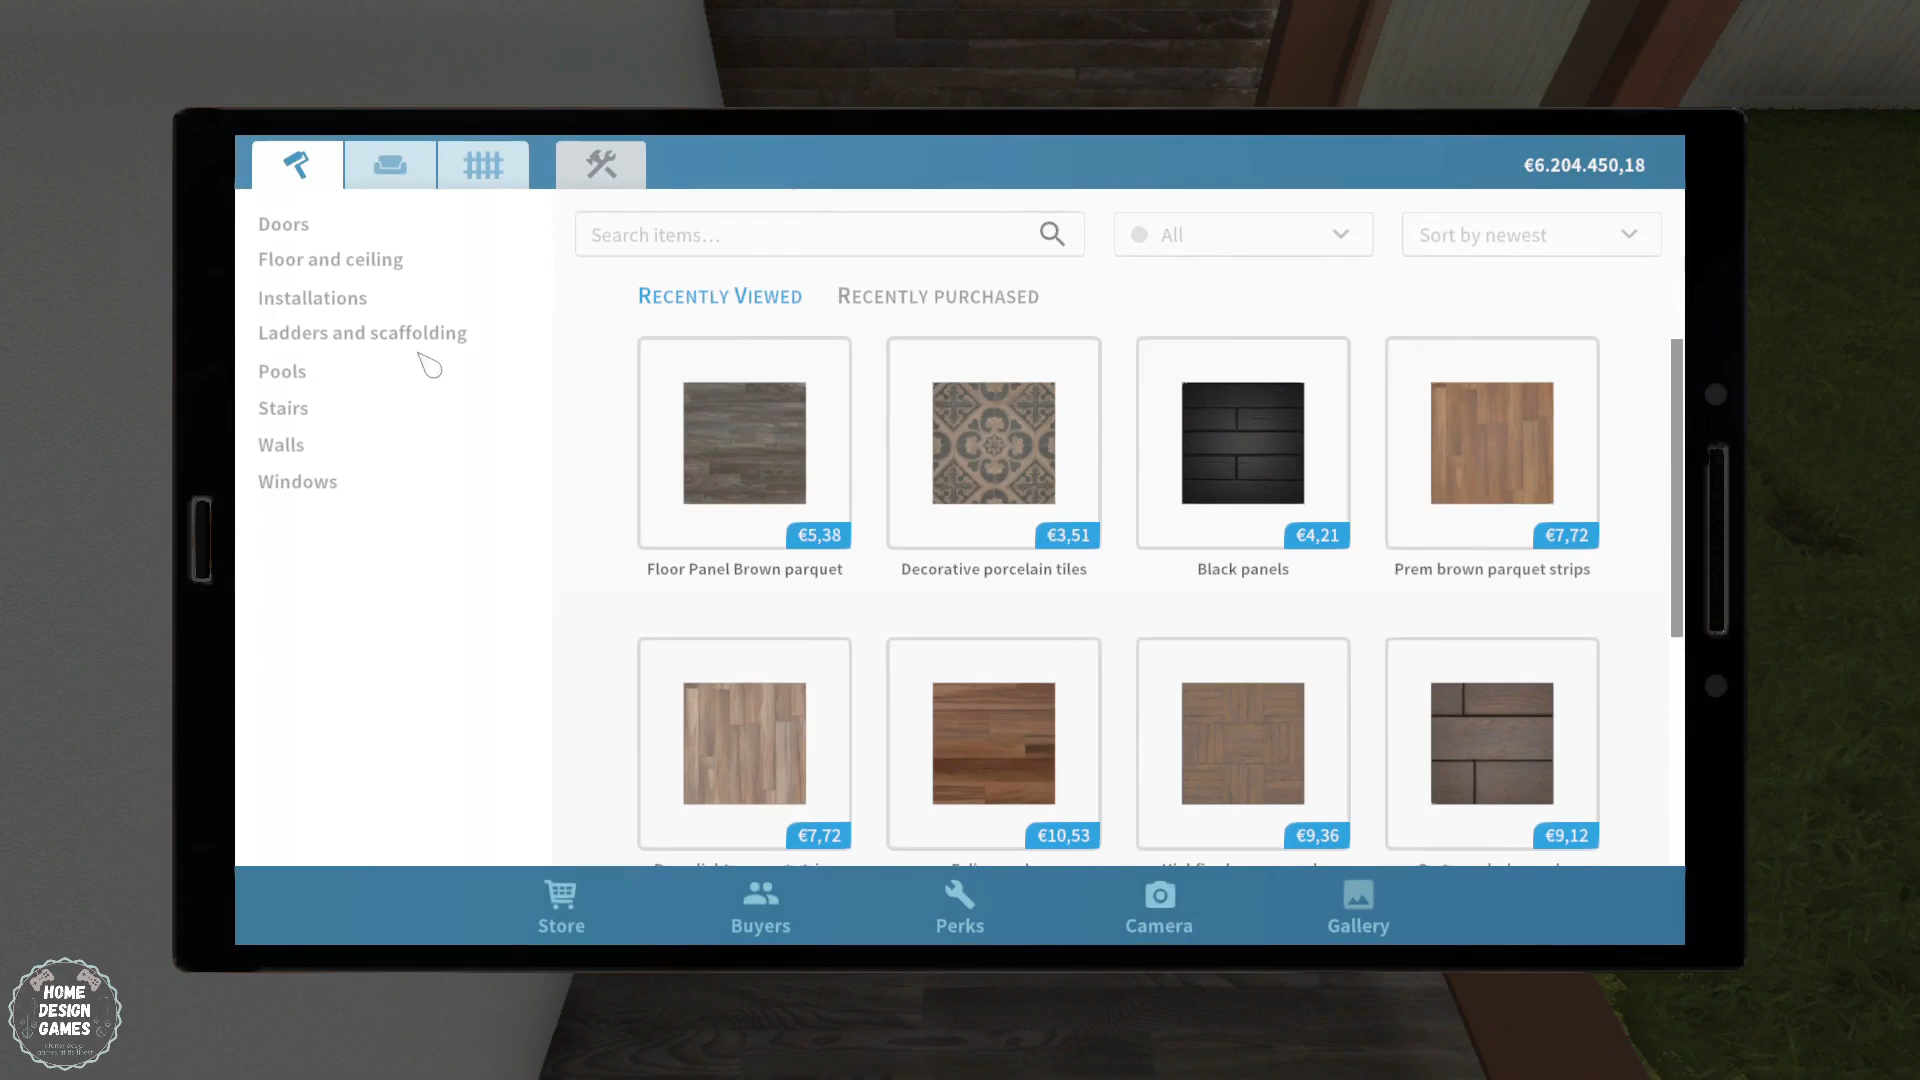 €6.204.450,18
Doors
Floor and ceiling
Installations
Ladders and scaffolding
Pools
Stairs
Walls
Windows
Search items...
All
Sort by newest
RECENTLY VIEWED
RECENTLY PURCHASED
€5,38
€3,51
€4,21
€7,72
Floor Panel Brown parquet
Decorative porcelain tiles
Black panels
Prem brown parquet strips
€7,72
€10,53
€9,36
€9,12
Store
Buyers
Perks
Camera
Gallery
HOME
DESIGN
GAMES